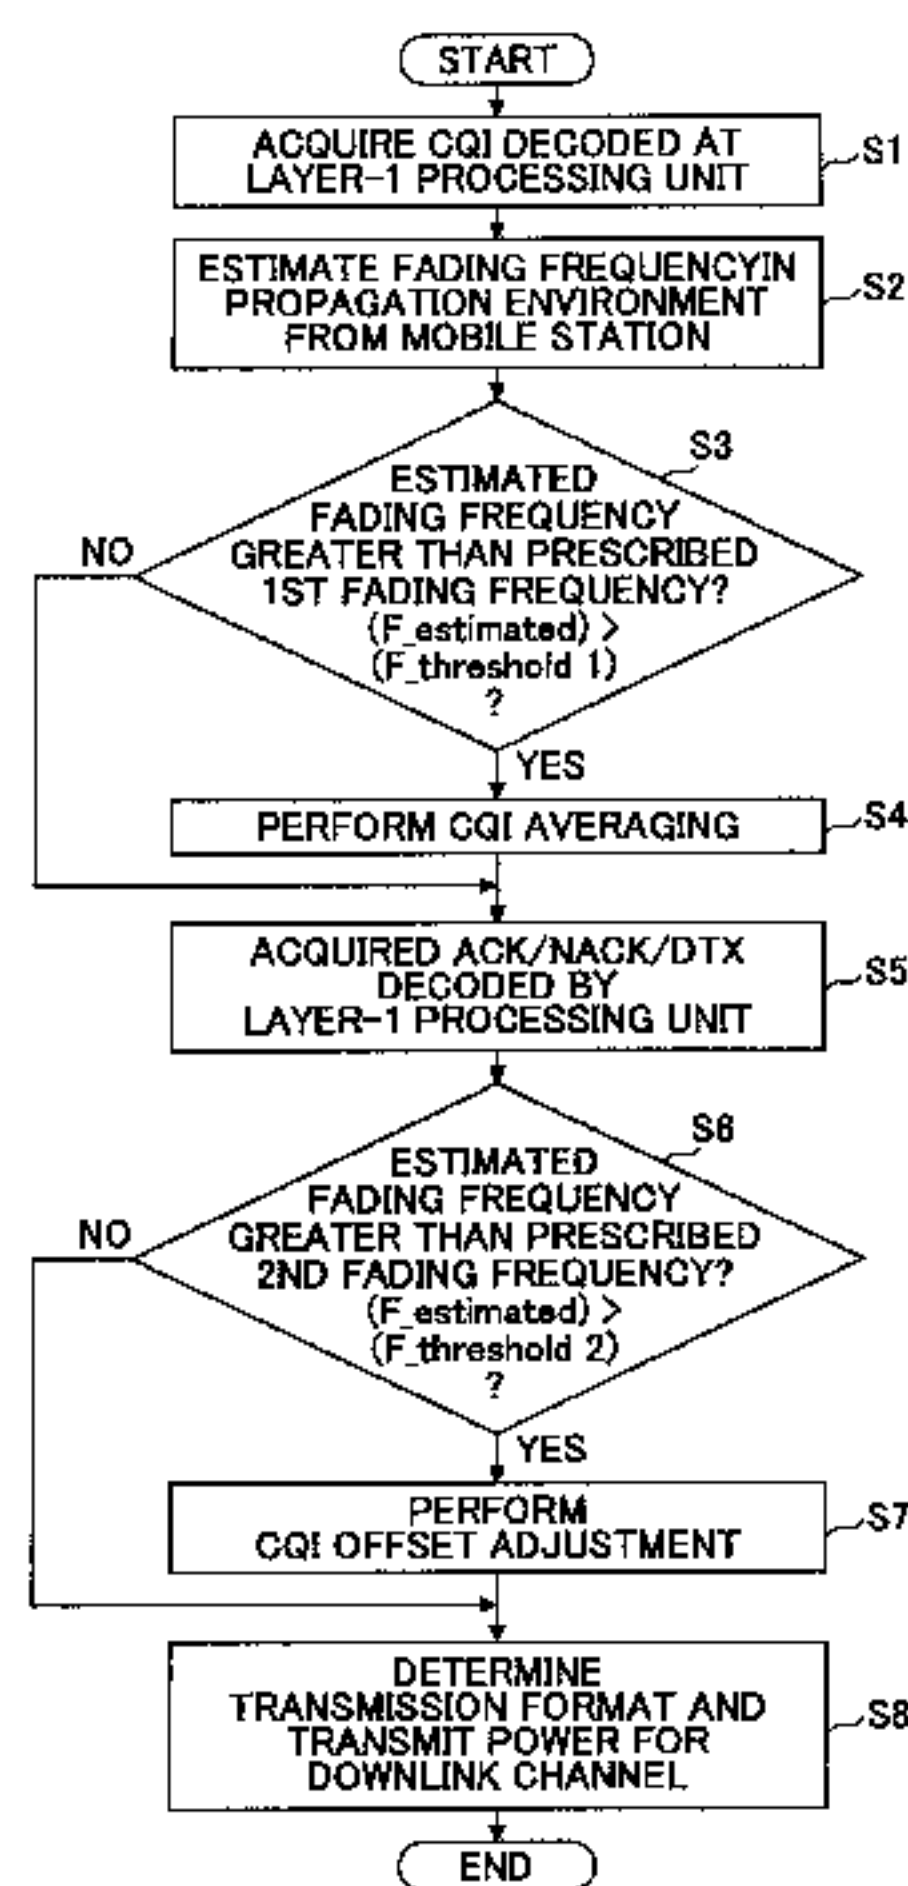 START
ACQUIRE CQI DECODED AT
LAYER-1 PROCESSING UNIT
S1
ESTIMATE FADING FREQUENCYIN
PROPAGATION ENVIRONMENT
FROM MOBILE STATION
S2
S3
ESTIMATED
FADING FREQUENCY
GREATER THAN PRESCRIBED
1ST FADING FREQUENCY?
(F_estimated) >
(F_threshold 1)
?
NO
YES
PERFORM CQI AVERAGING
S4
ACQUIRED ACK/NACK/DTX
DECODED BY
LAYER-1 PROCESSING UNIT
S5
S6
ESTIMATED
FADING FREQUENCY
GREATER THAN PRESCRIBED
2ND FADING FREQUENCY?
(F_estimated) >
(F_threshold 2)
?
NO
YES
PERFORM
CQI OFFSET ADJUSTMENT
S7
DETERMINE
TRANSMISSION FORMAT AND
TRANSMIT POWER FOR
DOWNLINK CHANNEL
S8
END